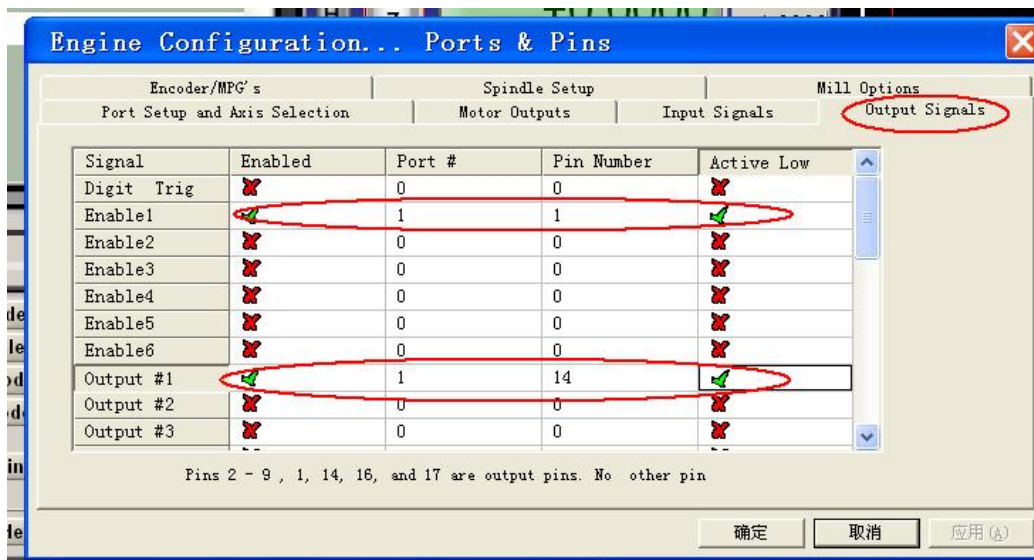 Engine Configuration... Ports & Pins
Encoder/MPG's Spindle Setup Mill Options
Port Setup and Axis Selection Motor Outputs Input Signals Output Signals
Signal Enabled Port # Pin Number Active Low
Digit Trig 0 0
Enable1 1 1
Enable2 0 0
Enable3 0 0
Enable4 0 0
Enable5 0 0
Enable6 0 0
Output #1 1 14
Output #2 0 0
Output #3 0 0
Pins 2 - 9 , 1, 14, 16, and 17 are output pins. No other pin
确定 取消 应用(A)